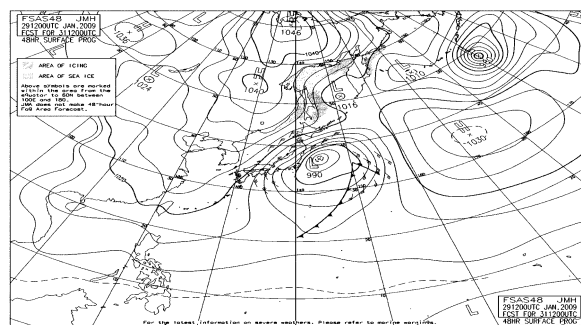 FSAS48 JMH
291200UTC JAN.2009
FCST FOR 311200UTC
48HR SURFACE PROG
AREA OF ICING
AREA OF SEA ICE
Above symbols are marked
within the area from the
equator to 60N between
100E and 180.
JMA does not make 48-hour
FoG Area Forecast.
H
1036
L
1024
H
1046
1040
H
1040
L
1016
L
L
H
1030
L
990
1020
L
L
For the latest information on severe weathers, Please refer to marine warnings.
FSAS48 JMH
291200UTC JAN.2009
FCST FOR 311200UTC
48HR SURFACE PROG